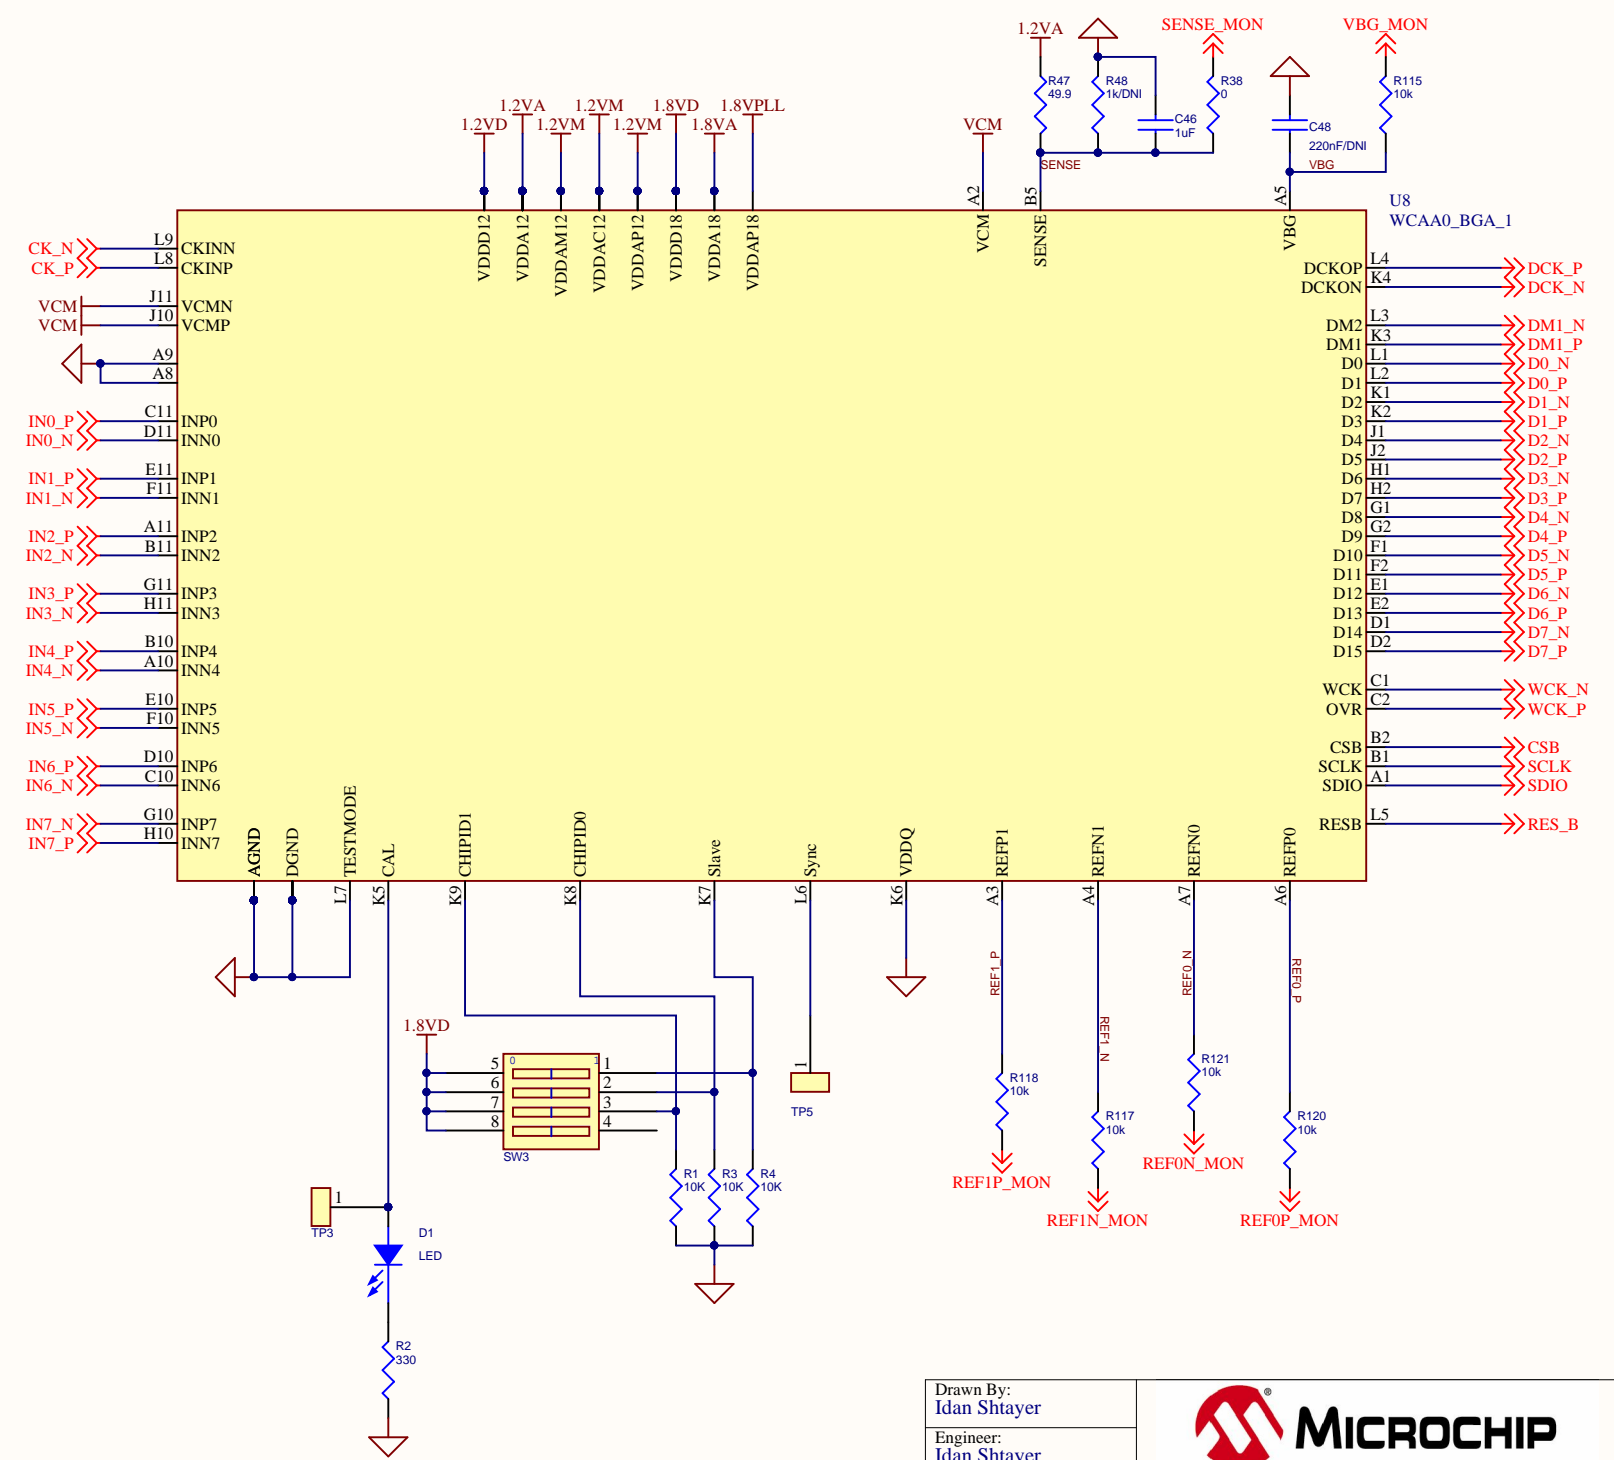 1.2VA
SENSE_MON
VBG_MON
R47
49.9
R48
1k/DNI
C46
1uF
R38
0
R115
10k
C48
220nF/DNI
VBG
SENSE
1.2VD
1.2VA
1.2VM
1.2VM
1.2VM
1.8VD
1.8VA
1.8VPLL
VCM
A2
B5
A5
U8
WCAA0_BGA_1
VDDD12
VDDA12
VDDAM12
VDDAC12
VDDAP12
VDDD18
VDDA18
VDDAP18
VCM
SENSE
VBG
CK_N L9 CKINN
CK_P L8 CKINP
VCM J11 VCMN
VCM J10 VCMP
A9
A8
IN0_P C11 INP0
IN0_N D11 INN0
IN1_P E11 INP1
IN1_N F11 INN1
IN2_P A11 INP2
IN2_N B11 INN2
IN3_P G11 INP3
IN3_N H11 INN3
IN4_P B10 INP4
IN4_N A10 INN4
IN5_P E10 INP5
IN5_N F10 INN5
IN6_P D10 INP6
IN6_N C10 INN6
IN7_N G10 INP7
IN7_P H10 INN7
DCKOP L4 DCK_P
DCKON K4 DCK_N
DM2 L3 DM1_N
DM1 K3 DM1_P
D0 L1 D0_N
D1 L2 D0_P
D2 K1 D1_N
D3 K2 D1_P
D4 J1 D2_N
D5 J2 D2_P
D6 H1 D3_N
D7 H2 D3_P
D8 G1 D4_N
D9 G2 D4_P
D10 F1 D5_N
D11 F2 D5_P
D12 E1 D6_N
D13 E2 D6_P
D14 D1 D7_N
D15 D2 D7_P
WCK C1 WCK_N
OVR C2 WCK_P
CSB B2 CSB
SCLK B1 SCLK
SDIO A1 SDIO
RESB L5 RES_B
AGND
DGND
TESTMODE
CAL
CHIPID1
CHIPID0
Slave
Sync
VDDQ
REFP1
REFN1
REFN0
REFP0
L7
K5
K9
K8
K7
L6
K6
A3
A4
A7
A6
REF1_P
REF1_N
REF0_N
REF0_P
1.8VD
0 1
5 1
6 2
7 3
8 4
SW3
1
TP5
R118
10k
R117
10k
R121
10k
R120
10k
REF1P_MON
REF1N_MON
REF0N_MON
REF0P_MON
R1
10K
R3
10K
R4
10K
1
TP3
D1
LED
R2
330
Drawn By:
Idan Shtayer
Engineer:
Idan Shtayer
MICROCHIP
®